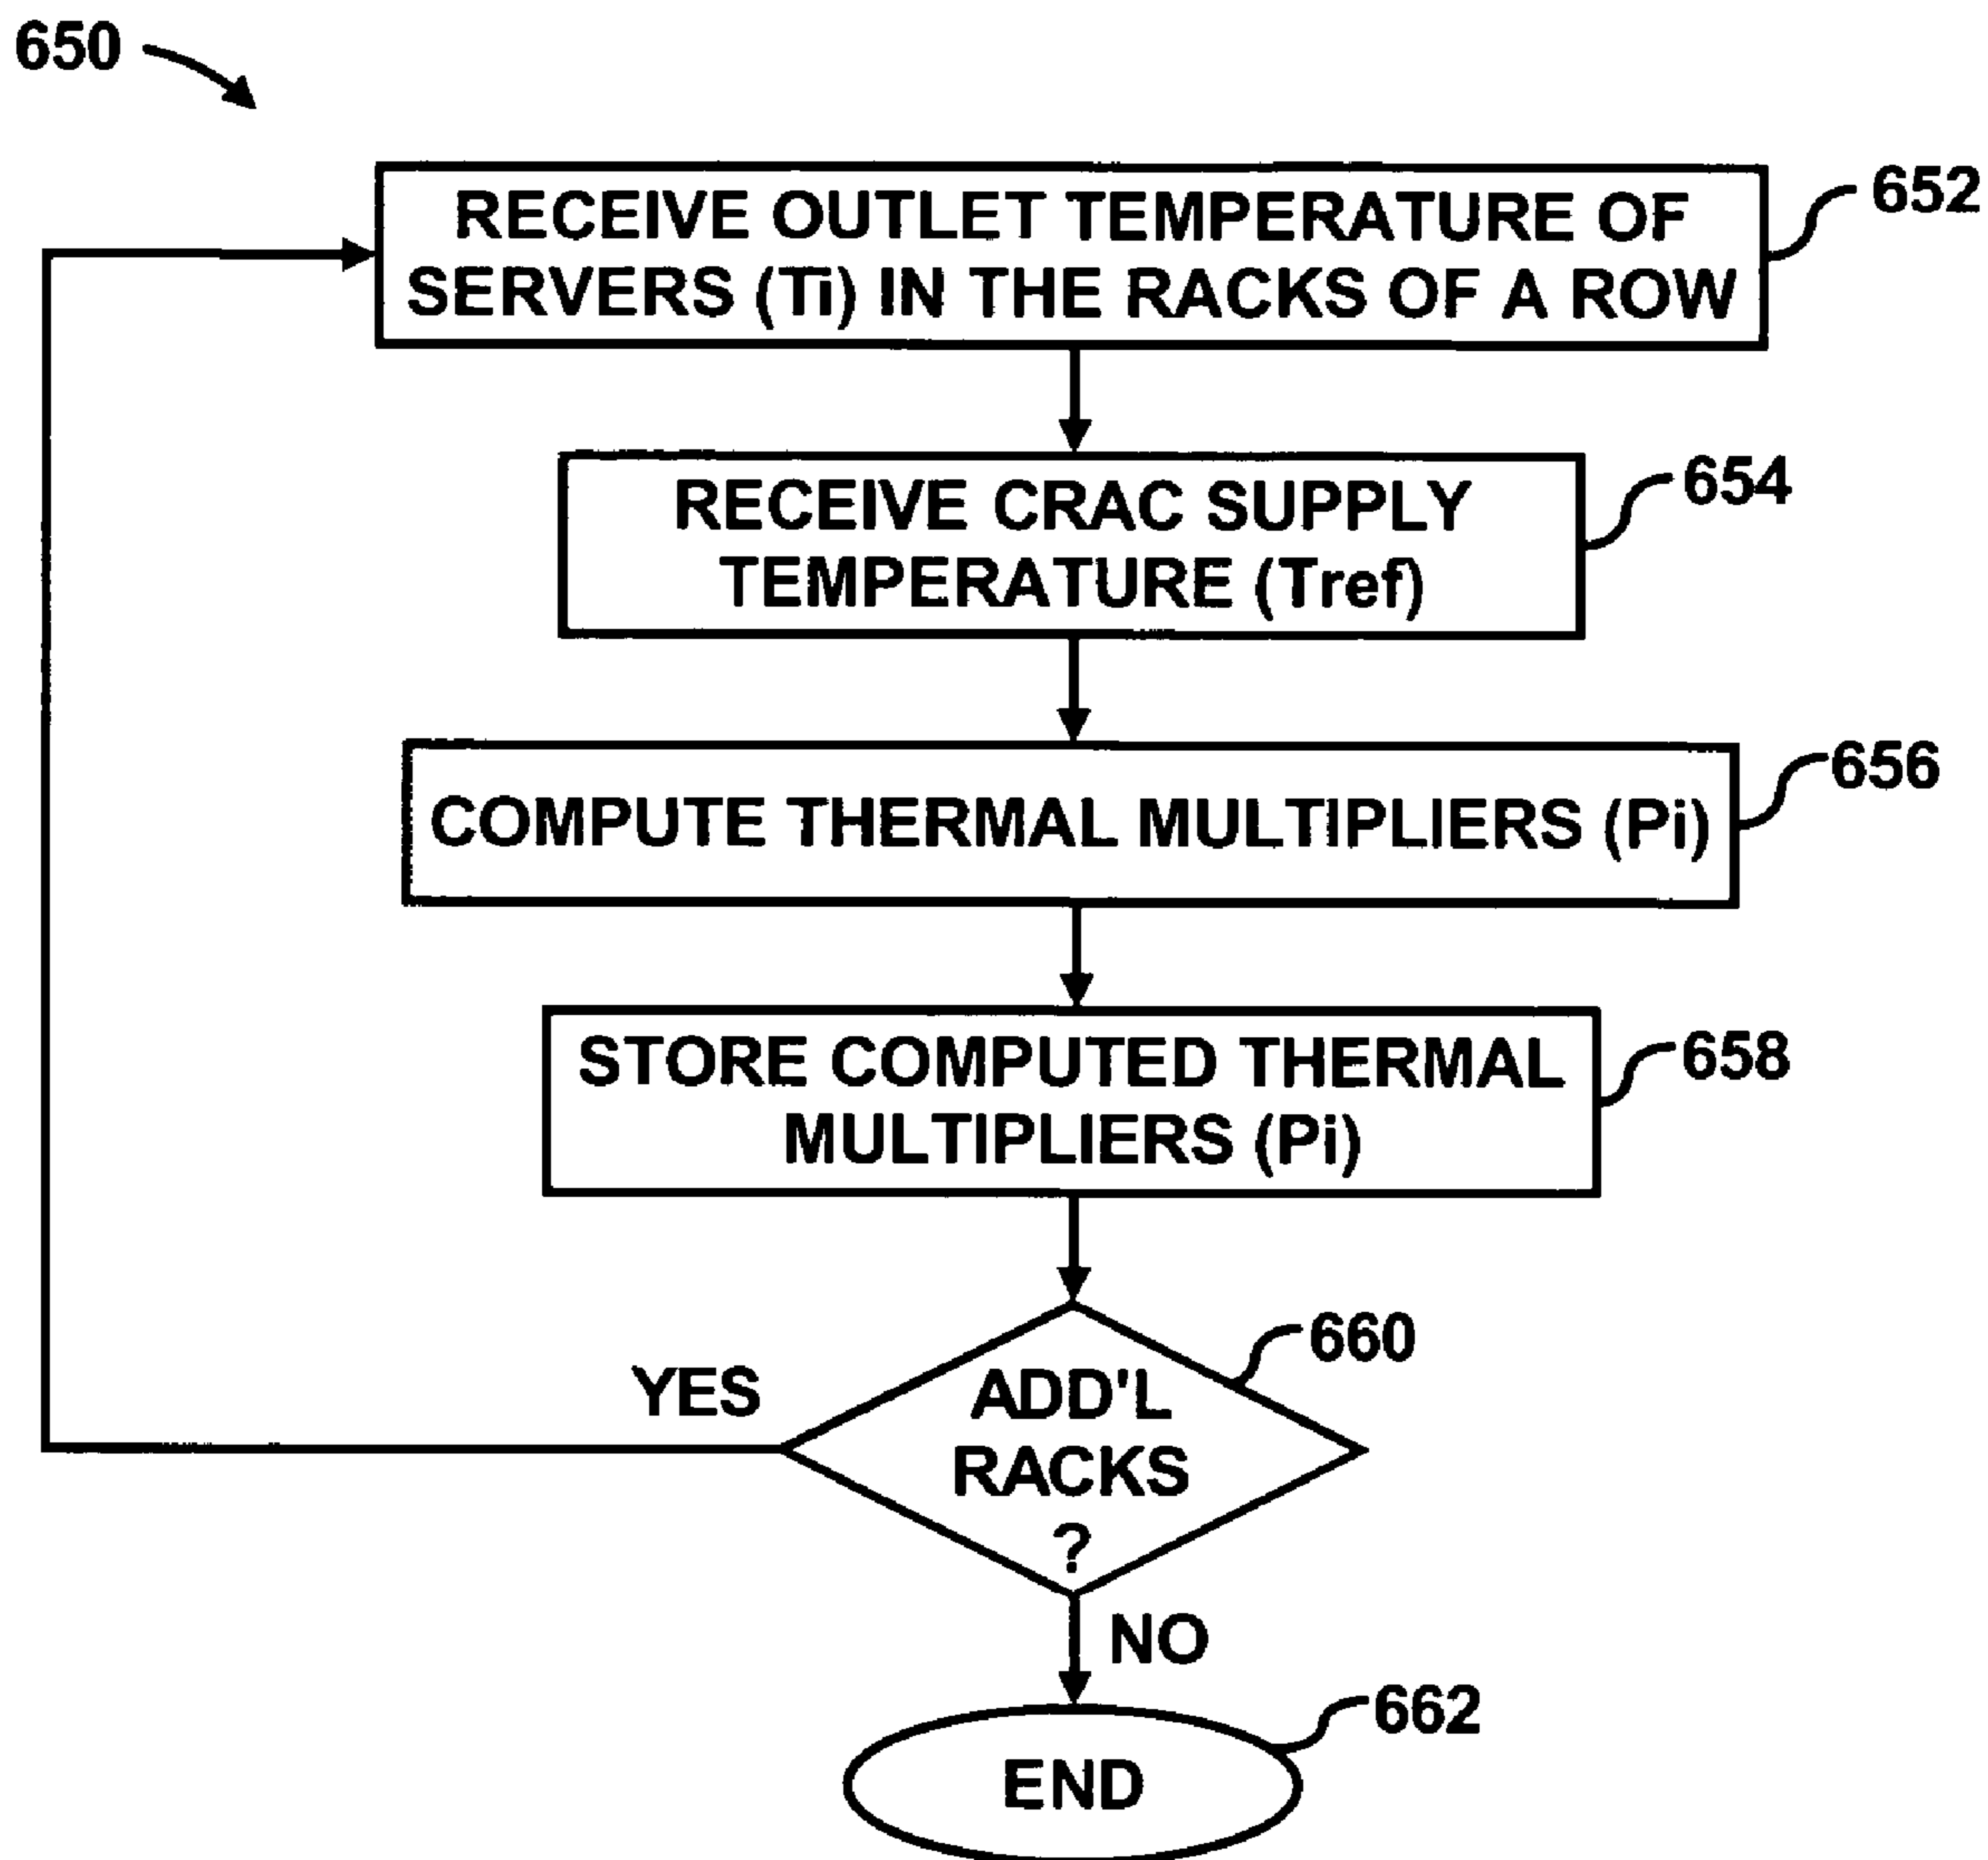 650
RECEIVE OUTLET TEMPERATURE OF
SERVERS (Ti) IN THE RACKS OF A ROW
652
RECEIVE CRAC SUPPLY
TEMPERATURE (Tref)
654
COMPUTE THERMAL MULTIPLIERS (Pi)
656
STORE COMPUTED THERMAL
MULTIPLIERS (Pi)
658
660
YES
ADD'L
RACKS
?
NO
662
END